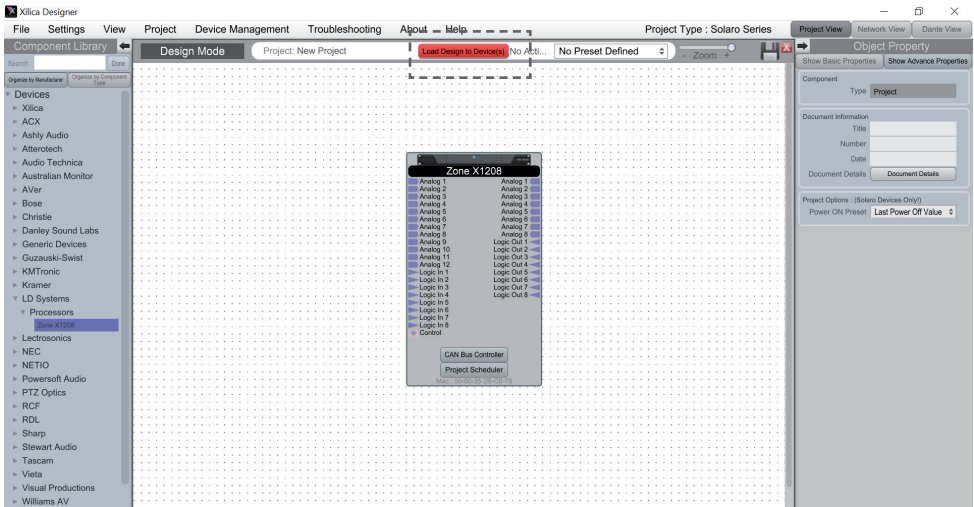 Xilica Designer
File Settings View Project Device Management Troubleshooting About Help Project Type : Solaro Series
Project View Network View Dante View
Component Library
Search Done
Organize by Manufacturer Organize by Component Type
Devices
Xilica
ACX
Ashly Audio
Atterotech
Audio Technica
Australian Monitor
AVer
Bose
Christie
Danley Sound Labs
Generic Devices
Guzauski-Swist
KMTronic
Kramer
LD Systems
Processors
Zone X1208
Lectrosonics
NEC
NETIO
Powersoft Audio
PTZ Optics
RCF
RDL
Sharp
Stewart Audio
Tascam
Vieta
Visual Productions
Williams AV
Design Mode Project: New Project Load Design to Device(s) No Acti... No Preset Defined - Zoom + X
Zone X1208
Analog 1 Analog 1
Analog 2 Analog 2
Analog 3 Analog 3
Analog 4 Analog 4
Analog 5 Analog 5
Analog 6 Analog 6
Analog 7 Analog 7
Analog 8 Analog 8
Analog 9 Logic Out 1
Analog 10 Logic Out 2
Analog 11 Logic Out 3
Analog 12 Logic Out 4
Logic In 1 Logic Out 5
Logic In 2 Logic Out 6
Logic In 3 Logic Out 7
Logic In 4 Logic Out 8
Logic In 5
Logic In 6
Logic In 7
Logic In 8
Control
CAN Bus Controller
Project Scheduler
Object Property
Show Basic Properties Show Advance Properties
Component
Type Project
Document Information
Title
Number
Date
Document Details Document Details
Project Options : (Solaro Devices Only!)
Power ON Preset Last Power Off Value